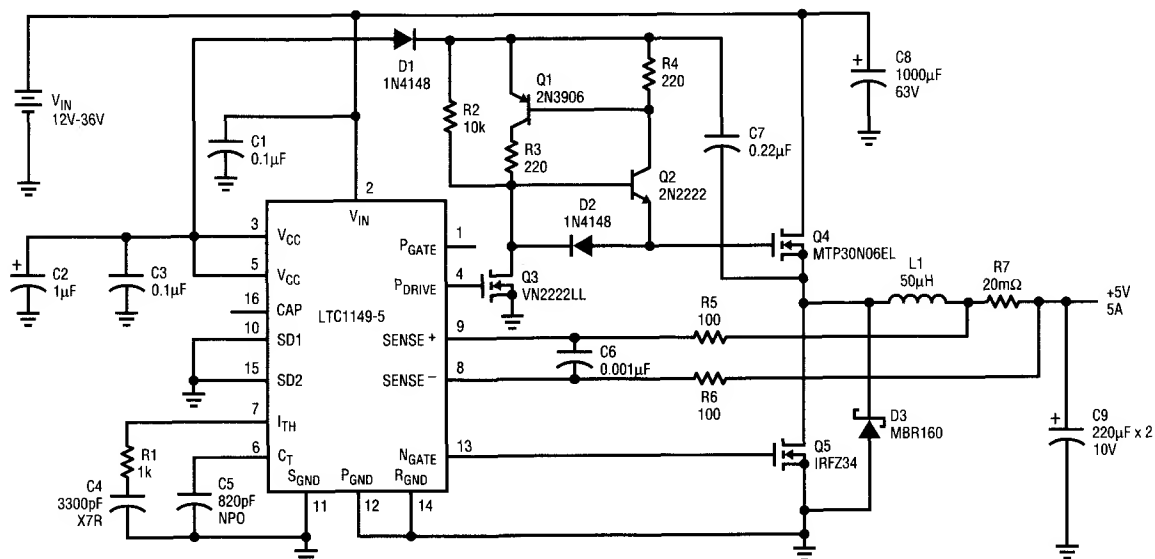 VIN
12V-36V
C1
0.1µF
D1
1N4148
R2
10k
Q1
2N3906
R3
220
R4
220
C7
0.22µF
C8
1000µF
63V
+
Q2
2N2222
D2
1N4148
Q3
VN2222LL
Q4
MTP30N06EL
L1
50µH
R7
20mΩ
+5V
5A
+
C2
1µF
C3
0.1µF
2
VIN
3
VCC
5
VCC
16
CAP
10
SD1
15
SD2
7
ITH
6
CT
LTC1149-5
PGATE
1
PDRIVE
4
SENSE +
9
SENSE −
8
NGATE
13
SGND
11
PGND
12
RGND
14
R1
1k
C4
3300pF
X7R
C5
820pF
NPO
R5
100
C6
0.001µF
R6
100
D3
MBR160
Q5
IRFZ34
+
C9
220µF x 2
10V